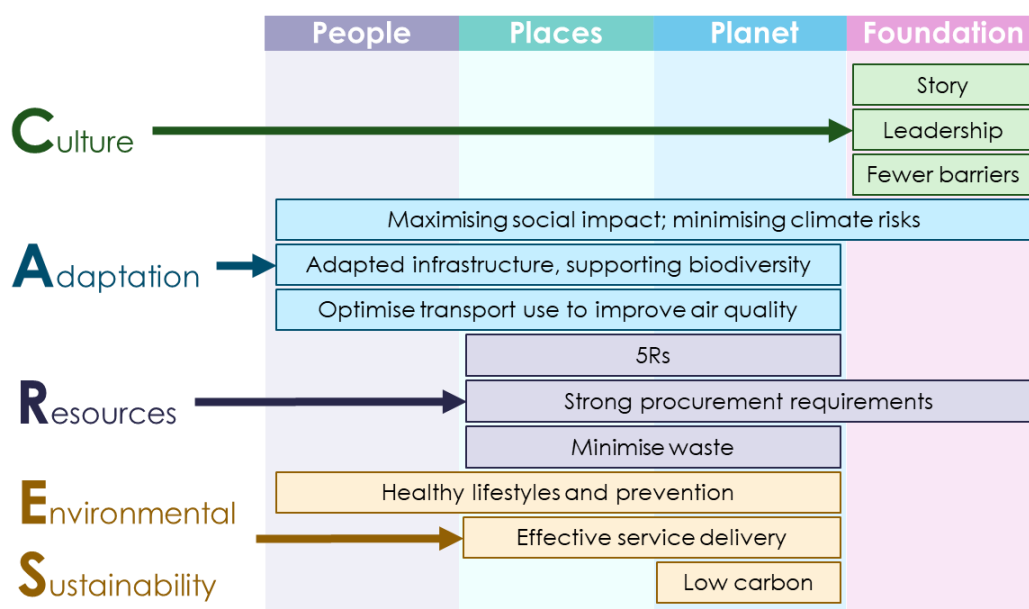 People Places Planet Foundation
Story
Culture
Leadership
Fewer barriers
Maximising social impact; minimising climate risks
Adaptation
Adapted infrastructure, supporting biodiversity
Optimise transport use to improve air quality
5Rs
Resources
Strong procurement requirements
Minimise waste
Healthy lifestyles and prevention
Environmental
Effective service delivery
Sustainability
Low carbon